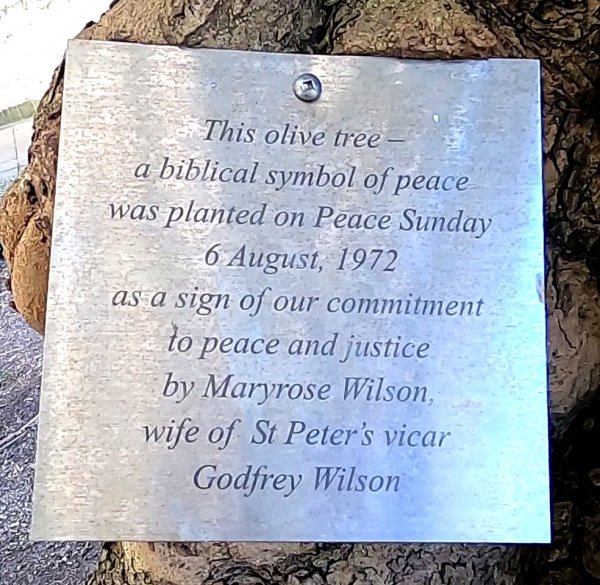 This olive tree –
a biblical symbol of peace
was planted on Peace Sunday
6 August, 1972
as a sign of our commitment
to peace and justice
by Maryrose Wilson,
wife of St Peter's vicar
Godfrey Wilson